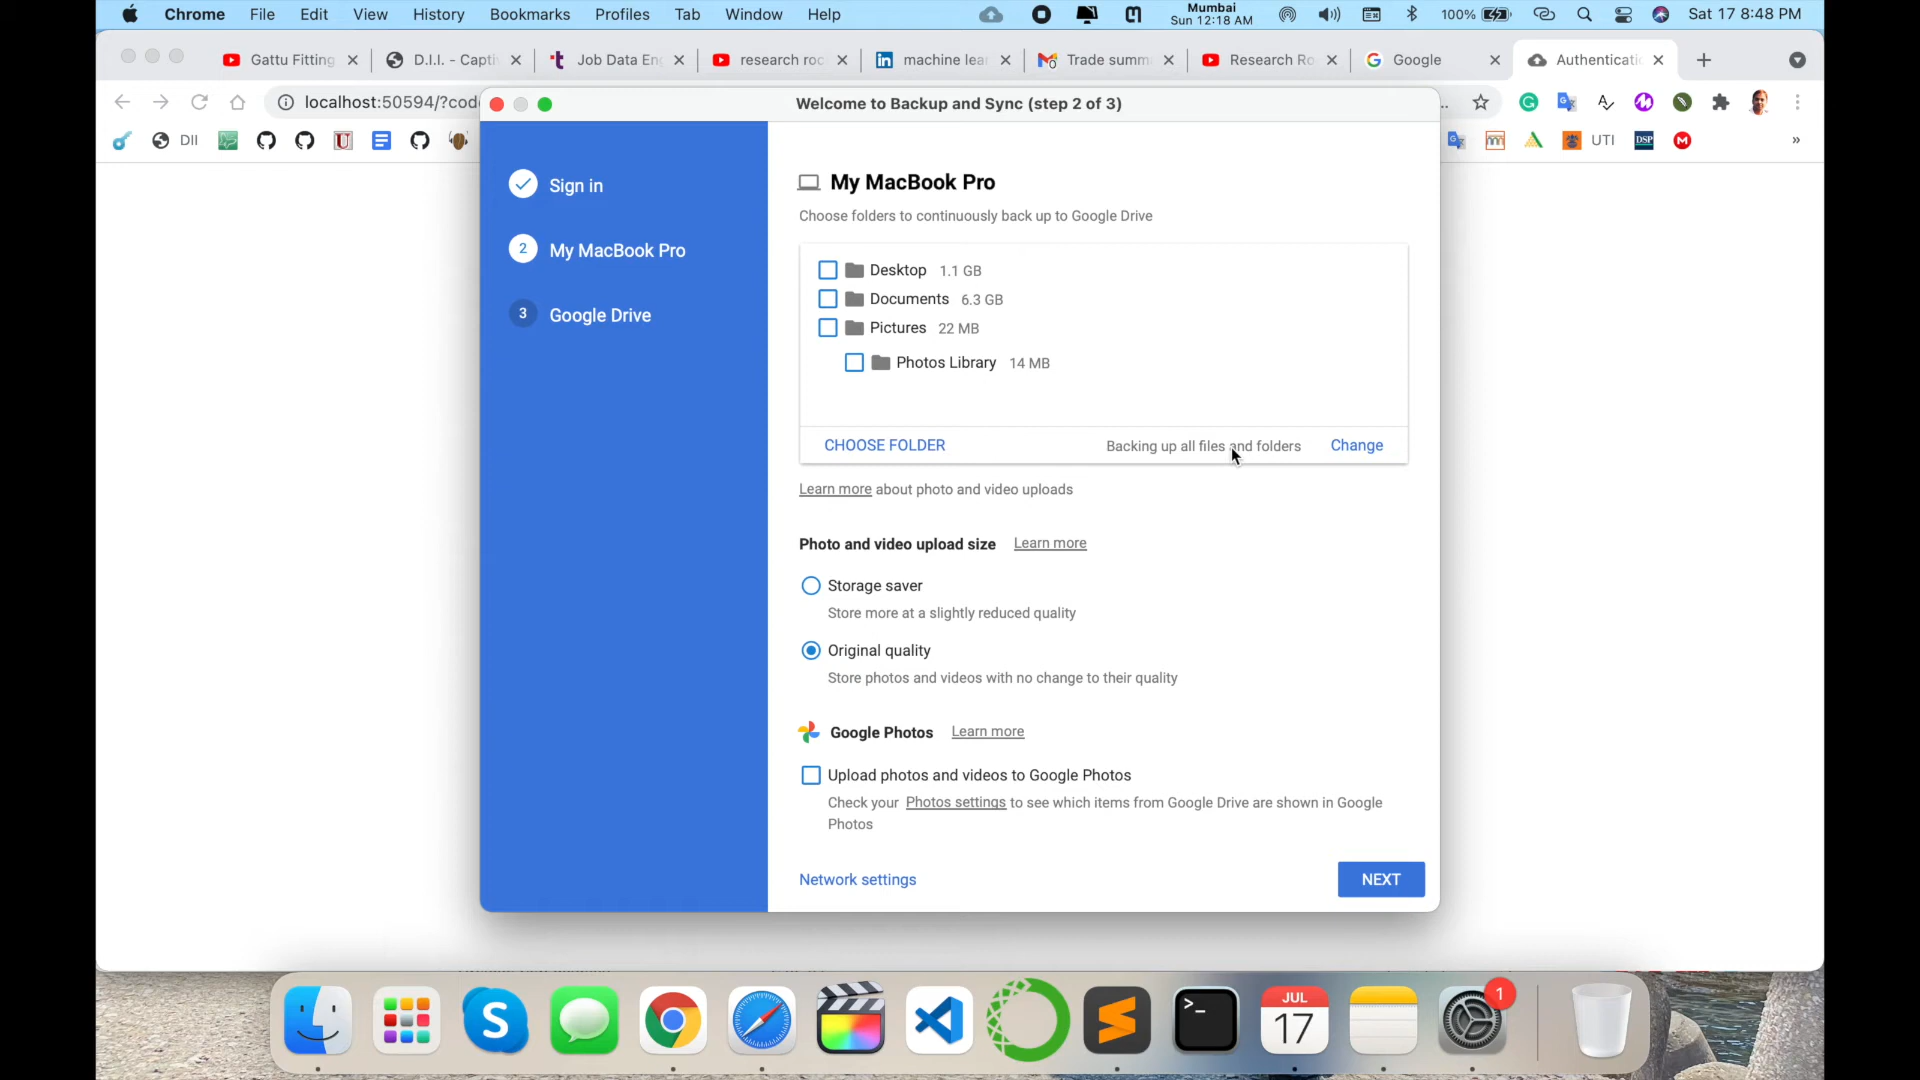 Chrome File Edit View History Bookmarks Profiles Tab Window Help
Mumbai
Sun 12:18 AM
100%
Sat 17 8:48 PM
Gattu Fitting
D.I.I. - Capti
Job Data En
research roc
machine lea
Trade summ
Research Ro
Google
Authenticati
localhost:50594/?cod
DII
UTI
DSP
Welcome to Backup and Sync (step 2 of 3)
Sign in
2 My MacBook Pro
3 Google Drive
My MacBook Pro
Choose folders to continuously back up to Google Drive
Desktop 1.1 GB
Documents 6.3 GB
Pictures 22 MB
Photos Library 14 MB
CHOOSE FOLDER Backing up all files and folders Change
Learn more about photo and video uploads
Photo and video upload size Learn more
Storage saver
Store more at a slightly reduced quality
Original quality
Store photos and videos with no change to their quality
Google Photos Learn more
Upload photos and videos to Google Photos
Check your Photos settings to see which items from Google Drive are shown in Google
Photos
Network settings NEXT
JUL
17
1